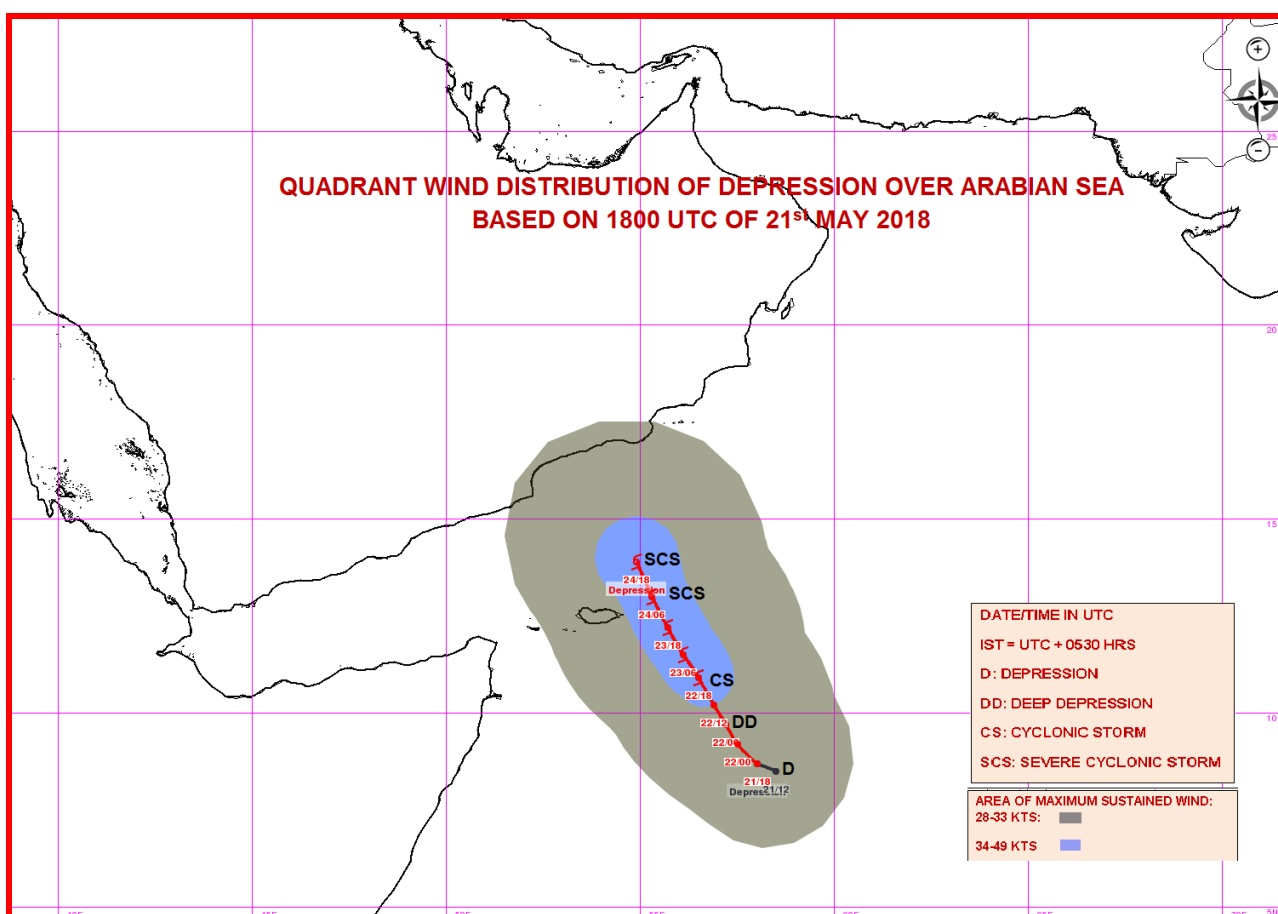 +
−
25
QUADRANT WIND DISTRIBUTION OF DEPRESSION OVER ARABIAN SEA
BASED ON 1800 UTC OF 21st MAY 2018
20
15
SCS
24/18
Depression
SCS
24/06
23/18
23/06
CS
22/18
22/12
DD
22/00
D
21/18
21/12
10
DATE/TIME IN UTC
IST = UTC + 0530 HRS
D: DEPRESSION
DD: DEEP DEPRESSION
CS: CYCLONIC STORM
SCS: SEVERE CYCLONIC STORM
AREA OF MAXIMUM SUSTAINED WIND:
28-33 KTS:
34-49 KTS